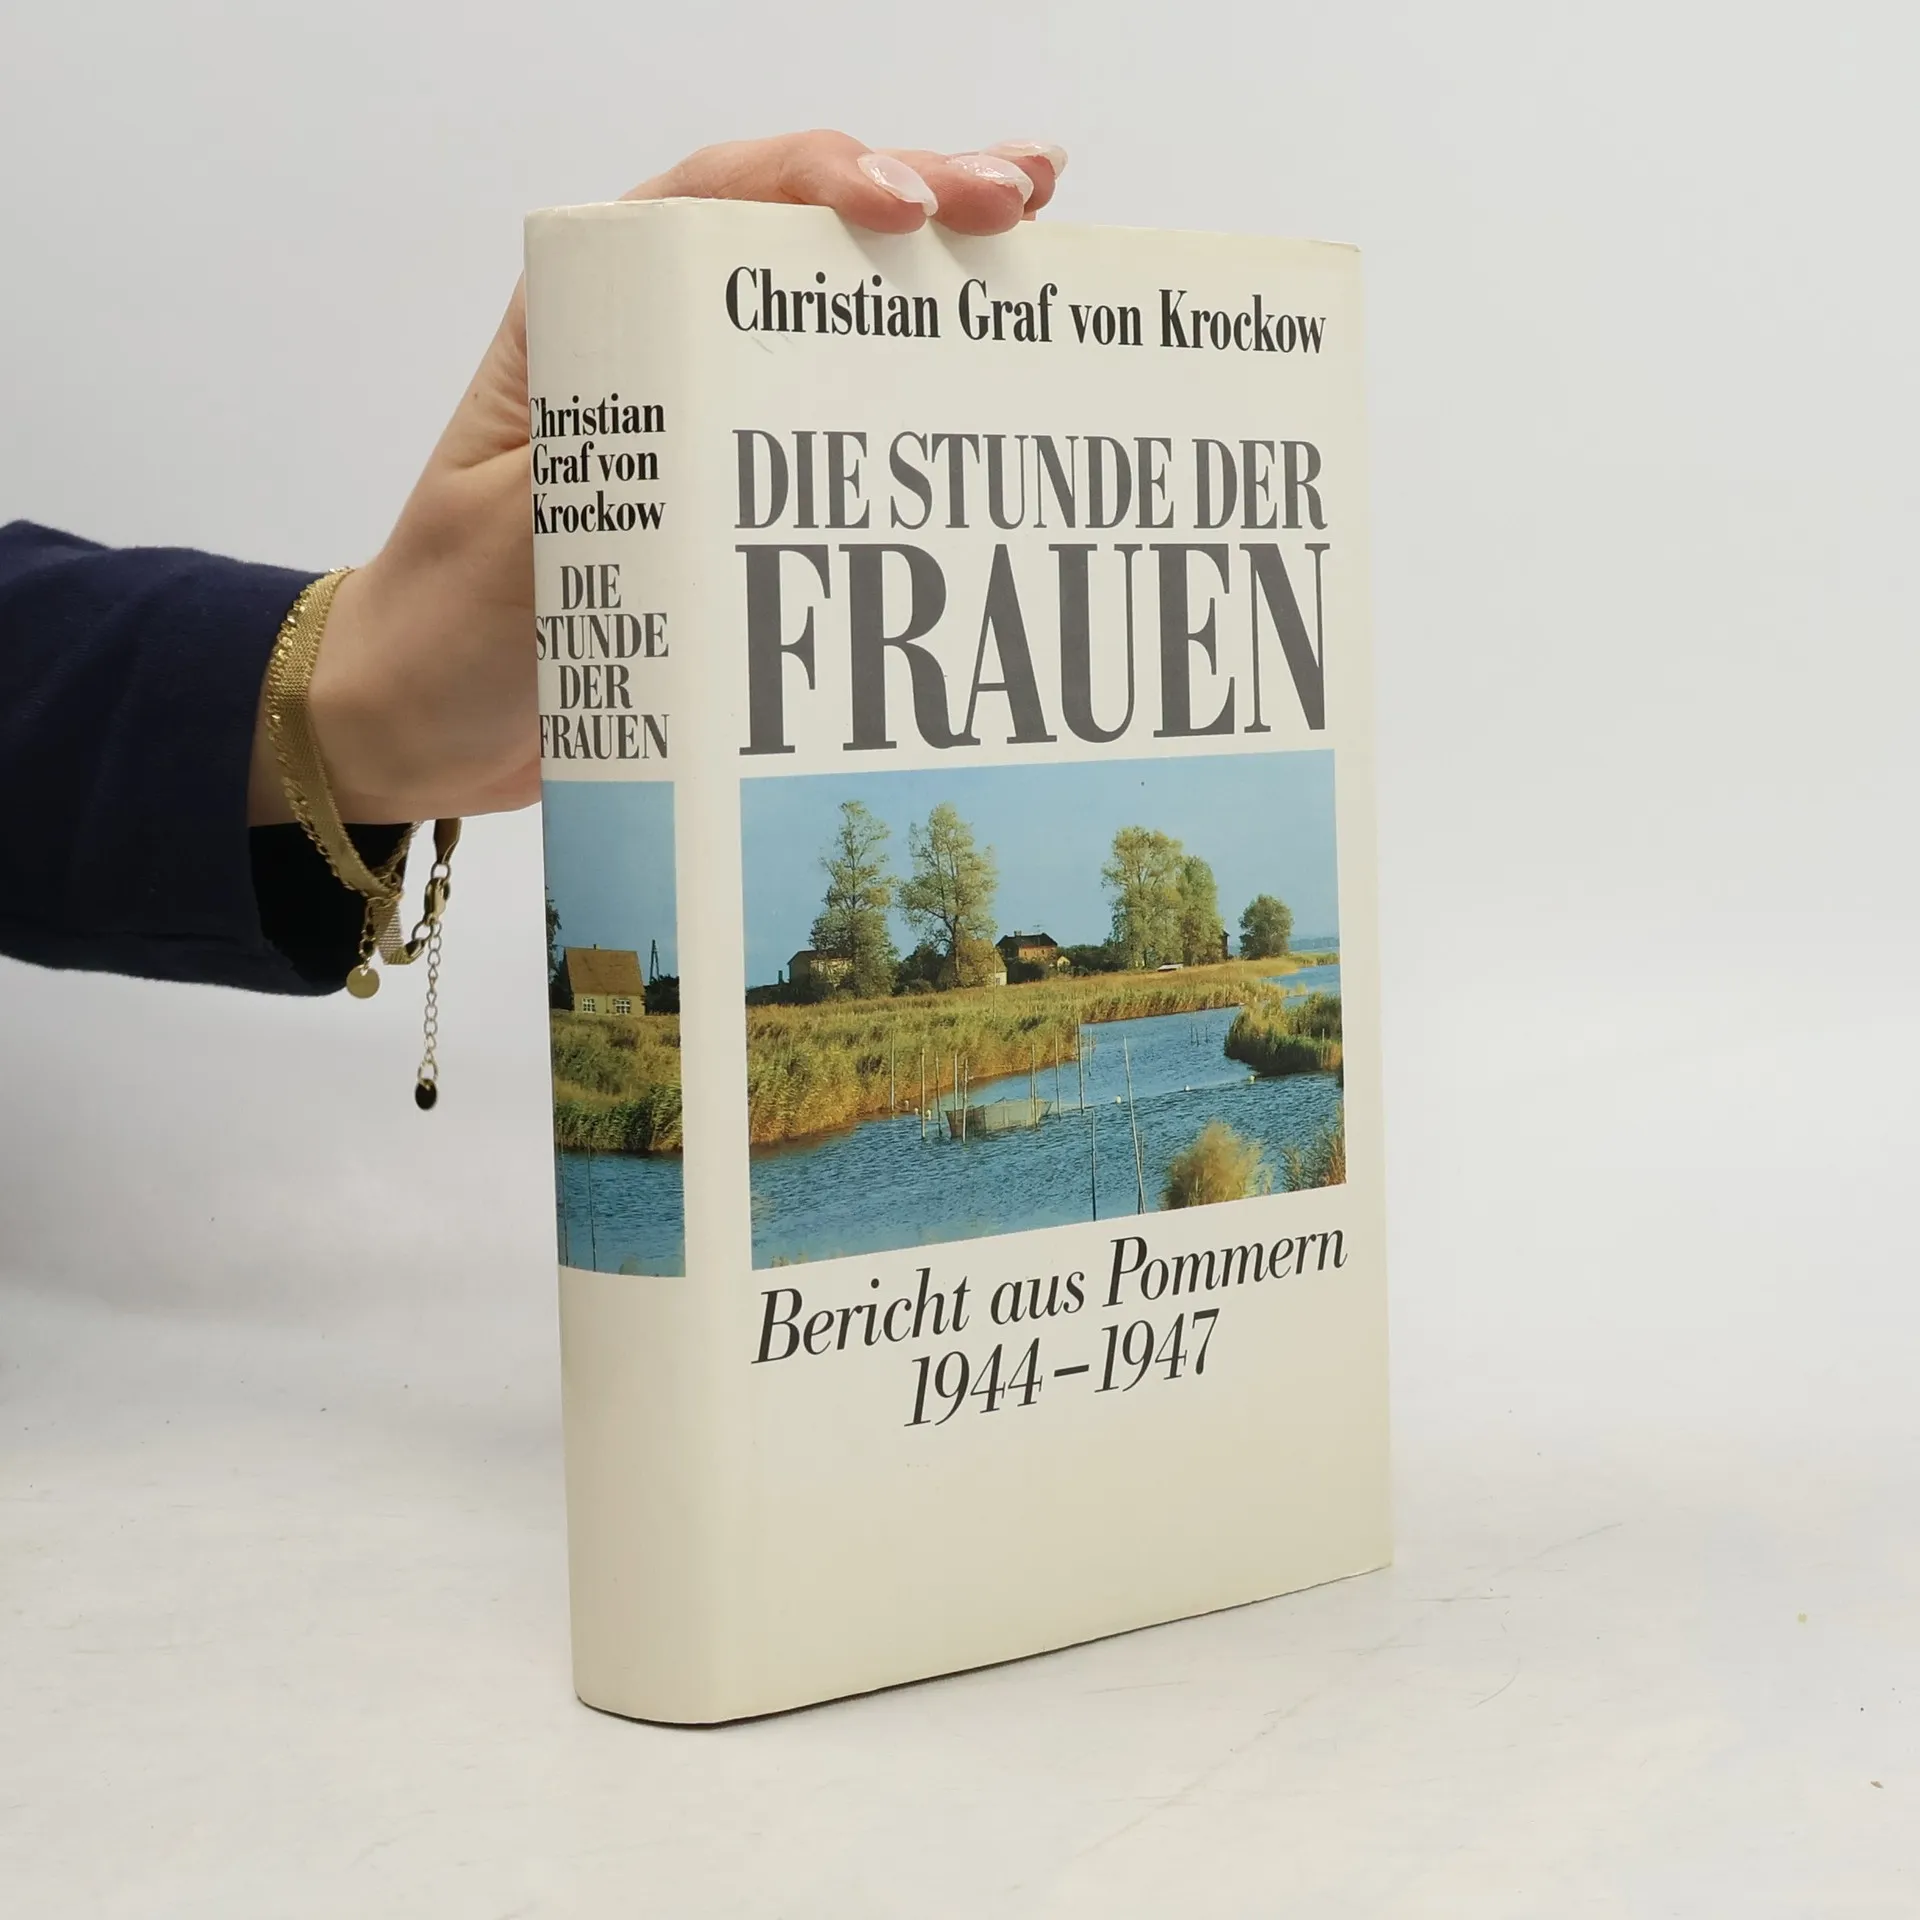 Christian Graf von Krockow
DIE STUNDE DER
FRAUEN
Bericht aus Pommern
1944–1947
Christian
Graf von
Krockow
DIE
STUNDE
DER
FRAUEN